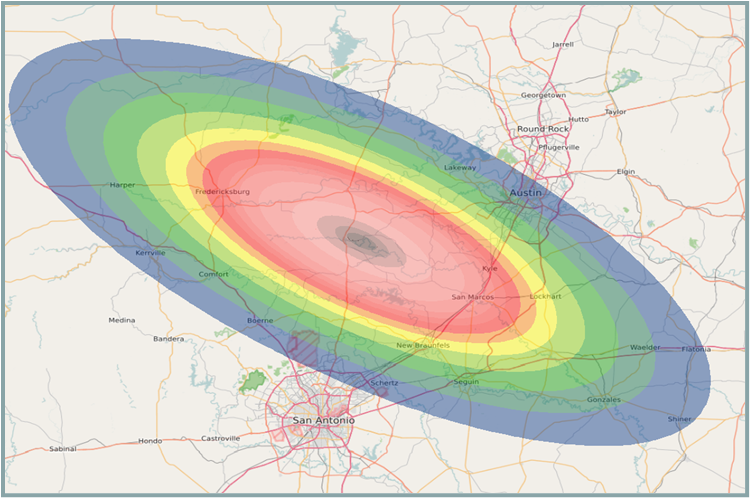 Jarrell
Georgetown
Taylor
Hutto
Round Rock
Pflugerville
Lakeway
Elgin
Harper
Fredericksburg
Austin
Kerrville
Kyle
Comfort
San Marcos
Lockhart
Medina
Boerne
Bandera
New Braunfels
Waelder
Flatonia
Schertz
Seguin
Gonzales
San Antonio
Shiner
Castroville
Hondo
Sabinal